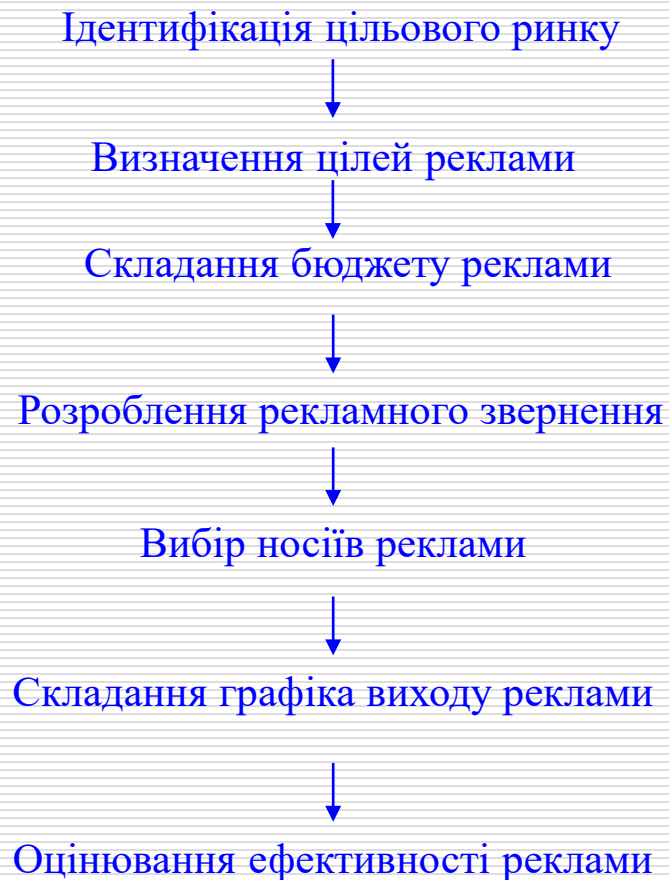 Ідентифікація цільового ринку
Визначення цілей реклами
Складання бюджету реклами
Розроблення рекламного звернення
Вибір носіїв реклами
Складання графіка виходу реклами
Оцінювання ефективності реклами